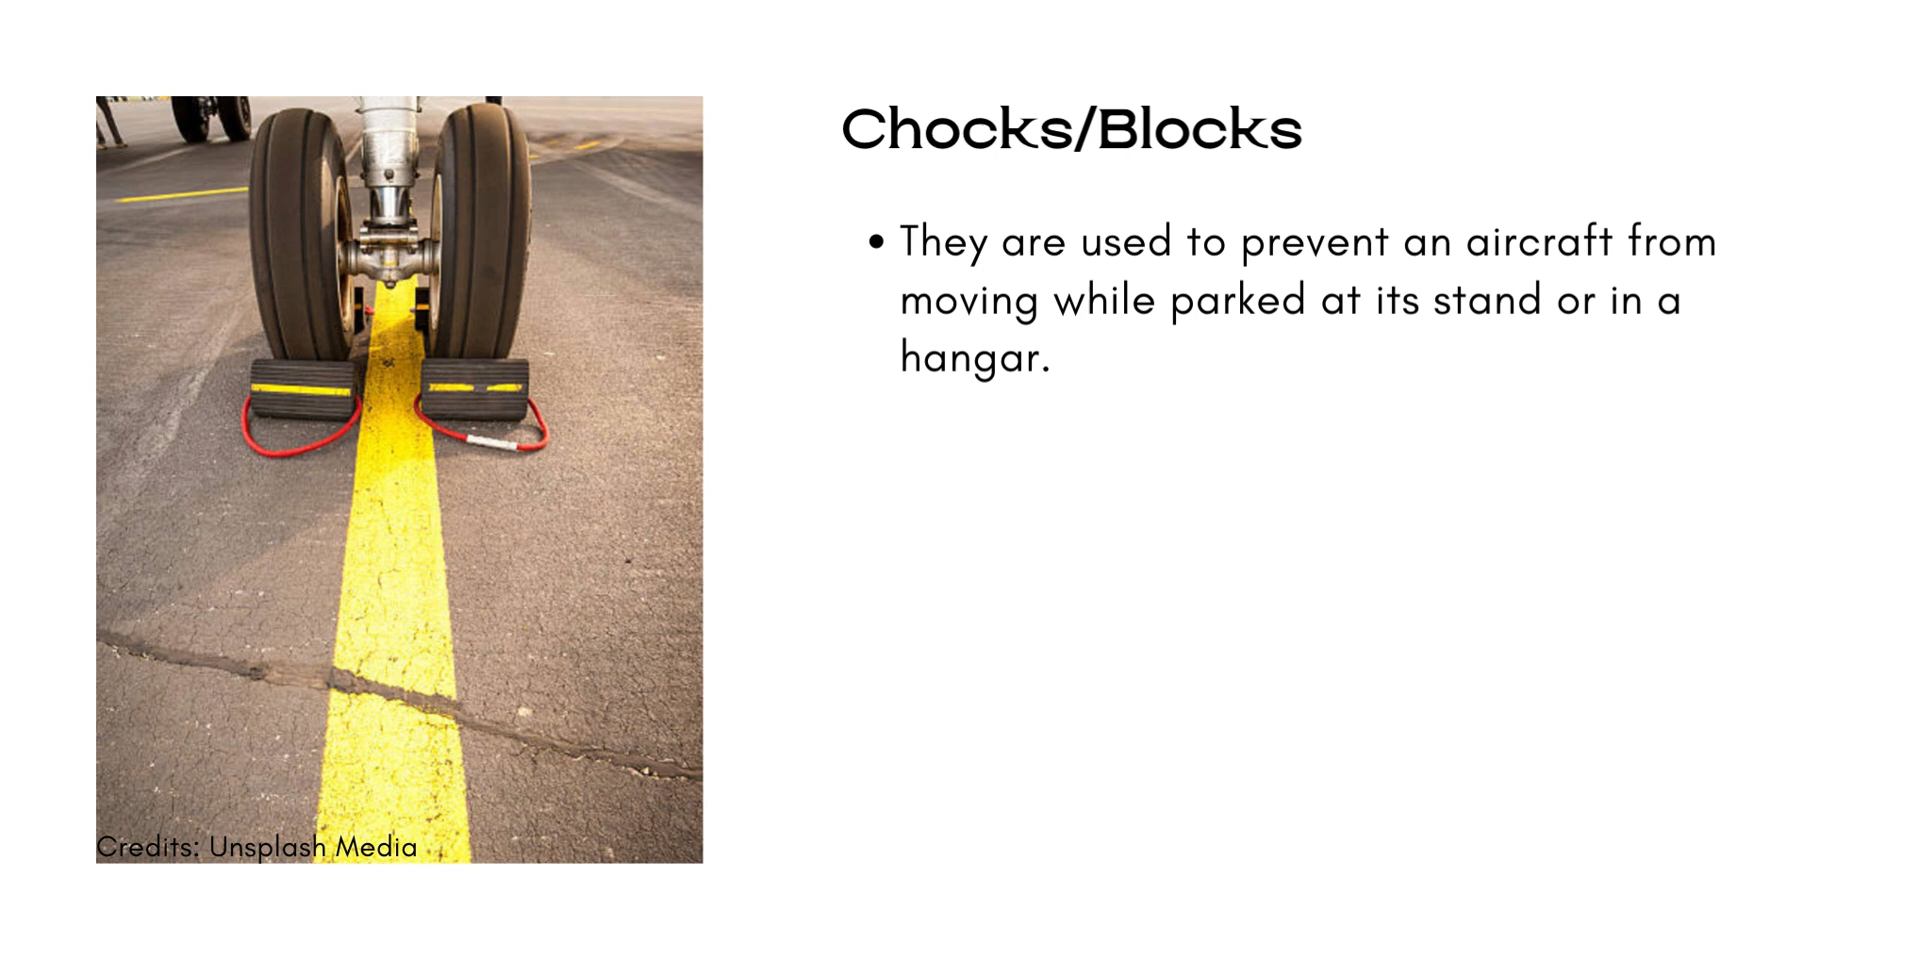 Chocks/Blocks
• They are used to prevent an aircraft from
moving while parked at its stand or in a
hangar.
Credits: Unsplash Media